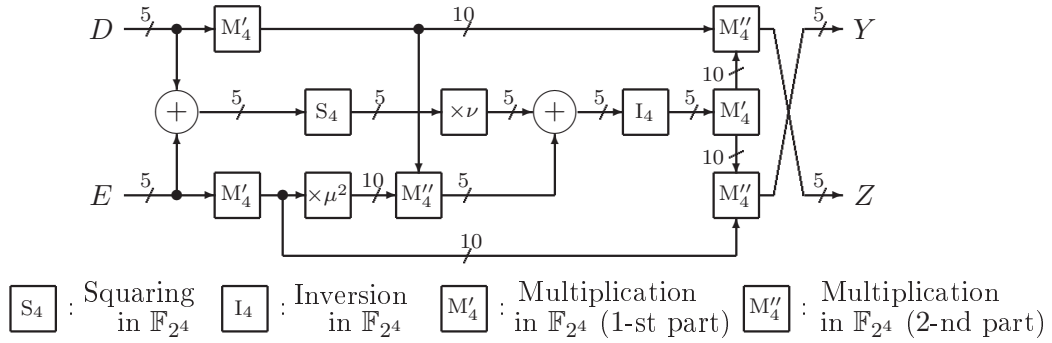 D 5 M′₄ 10 M″₄ 5 Y
10
+ 5 S₄ 5 ×ν 5 + 5 I₄ 5 M′₄
10
E 5 M′₄ ×μ² 10 M″₄ 5 M″₄ 5 Z
10
S₄ : Squaring in 𝔽₂⁴ I₄ : Inversion in 𝔽₂⁴ M′₄ : Multiplication in 𝔽₂⁴ (1-st part) M″₄ : Multiplication in 𝔽₂⁴ (2-nd part)